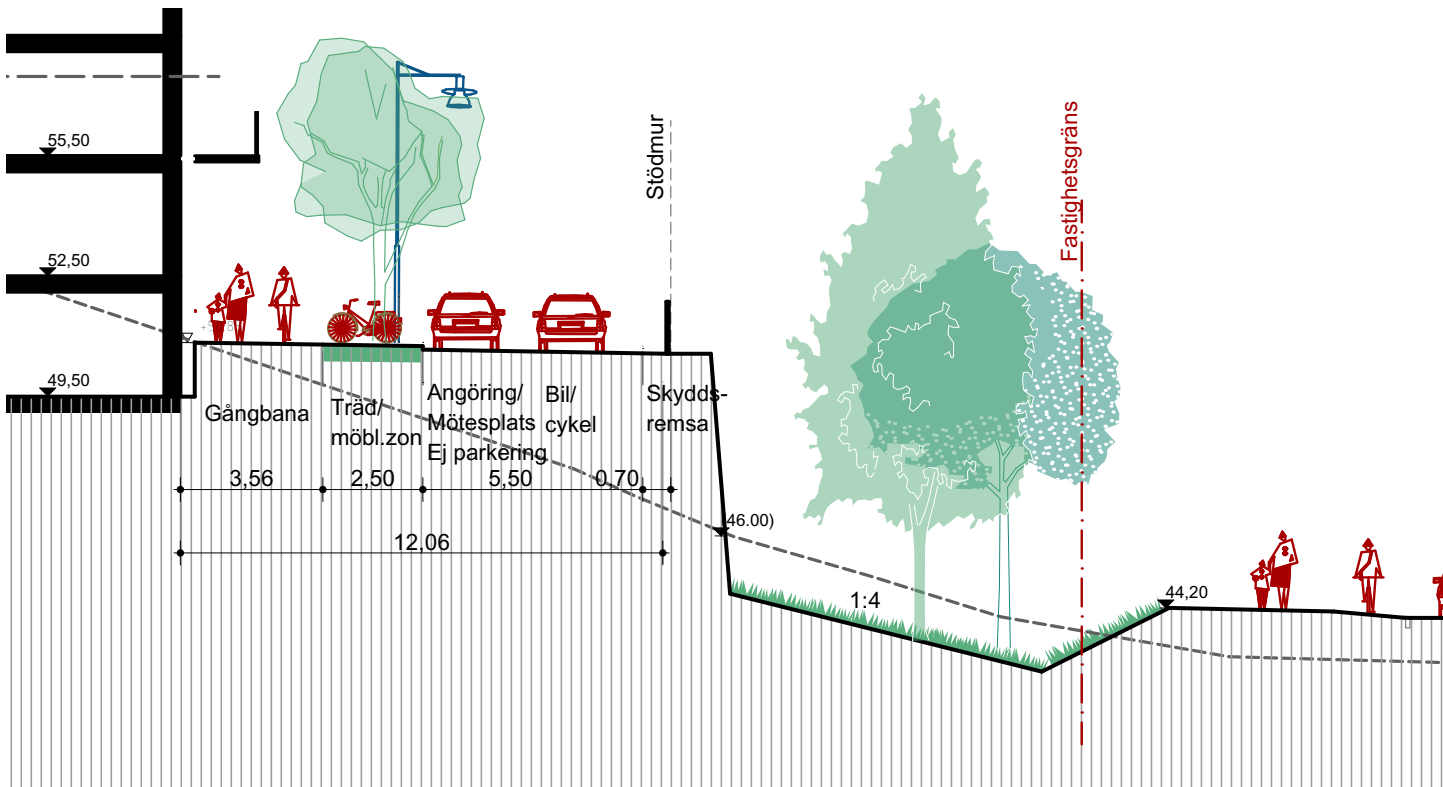 55,50
52,50
49,50
Stödmur
Fastighetsgräns
Gångbana
Träd/
möbl.zon
Angöring/
Mötesplats
Ej parkering
Bil/
cykel
Skydds-
remsa
3,56
2,50
5,50
0,70
12,06
46.00)
1:4
44,20